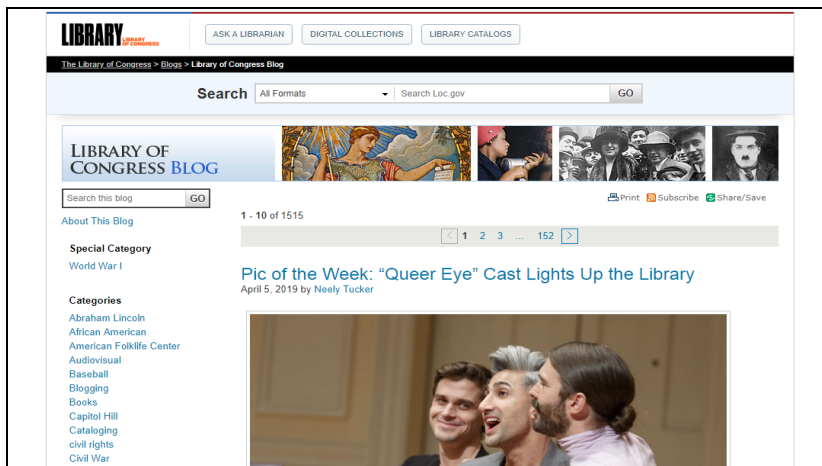 LIBRARY LIBRARY OF CONGRESS
ASK A LIBRARIAN DIGITAL COLLECTIONS LIBRARY CATALOGS
The Library of Congress > Blogs > Library of Congress Blog
Search All Formats Search Loc.gov GO
LIBRARY OF
CONGRESS BLOG
Search this blog GO
Print Subscribe Share/Save
About This Blog
1 - 10 of 1515
< 1 2 3 ... 152 >
Special Category
World War I
Pic of the Week: “Queer Eye” Cast Lights Up the Library
April 5, 2019 by Neely Tucker
Categories
Abraham Lincoln
African American
American Folklife Center
Audiovisual
Baseball
Blogging
Books
Capitol Hill
Cataloging
civil rights
Civil War